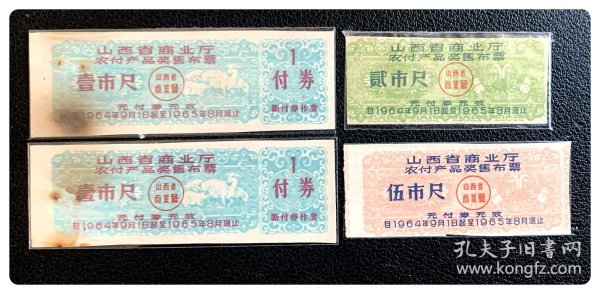 山西省商业厅
农付产品奖售布票
壹市尺
山西省
商業廳
无付券无效
自1964年9月1日起至1965年8月底止
1
付券
撕付券作废
山西省商业厅
农付产品奖售布票
贰市尺
山西省
商業廳
无付券无效
自1964年9月1日起至1965年8月底止
山西省商业厅
农付产品奖售布票
壹市尺
山西省
商業廳
无付券无效
自1964年9月1日起至1965年8月底止
1
付券
撕付券作废
山西省商业厅
农付产品奖售布票
伍市尺
山西省
商業廳
无付券无效
自1964年9月1日起至1965年8月底止
孔夫子旧书网
www.kongfz.com